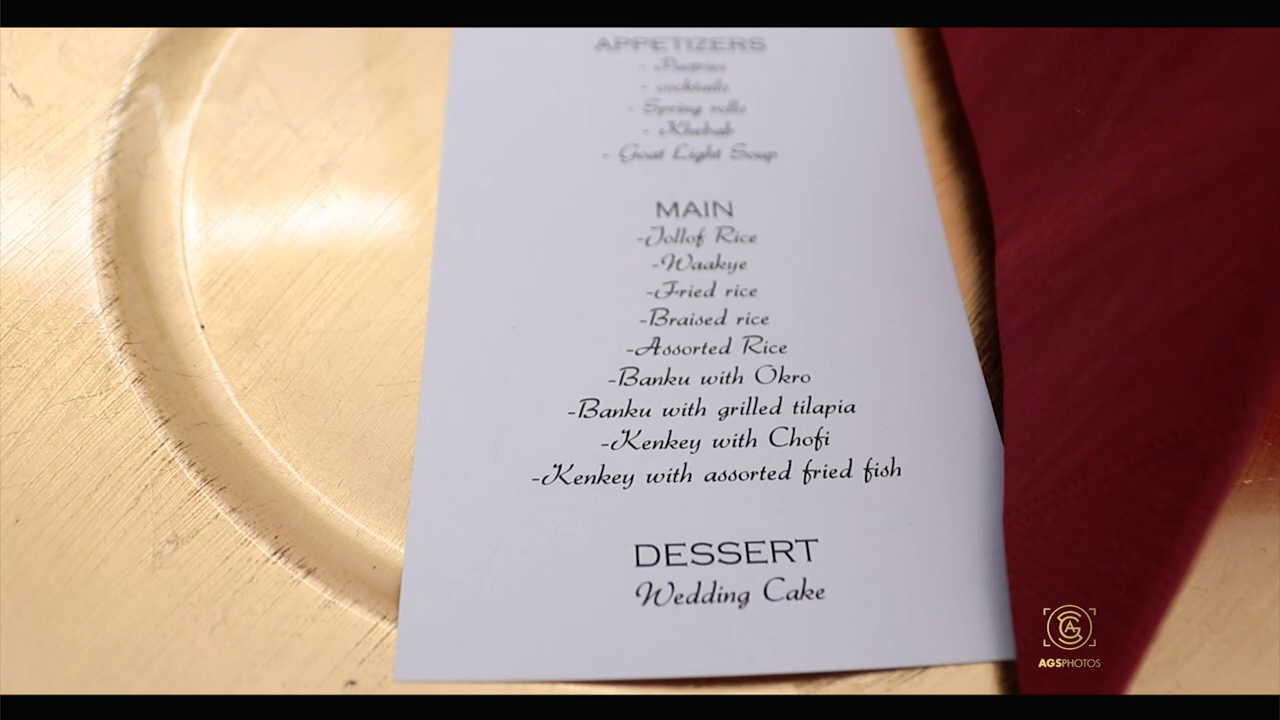 APPETIZERS
- Pastries
- cocktails
- Spring rolls
- Khebab
- Goat Light Soup
MAIN
-Jollof Rice
-Waakye
-Fried rice
-Braised rice
-Assorted Rice
-Banku with Okro
-Banku with grilled tilapia
-Kenkey with Chofi
-Kenkey with assorted fried fish
DESSERT
Wedding Cake
AGSPHOTOS